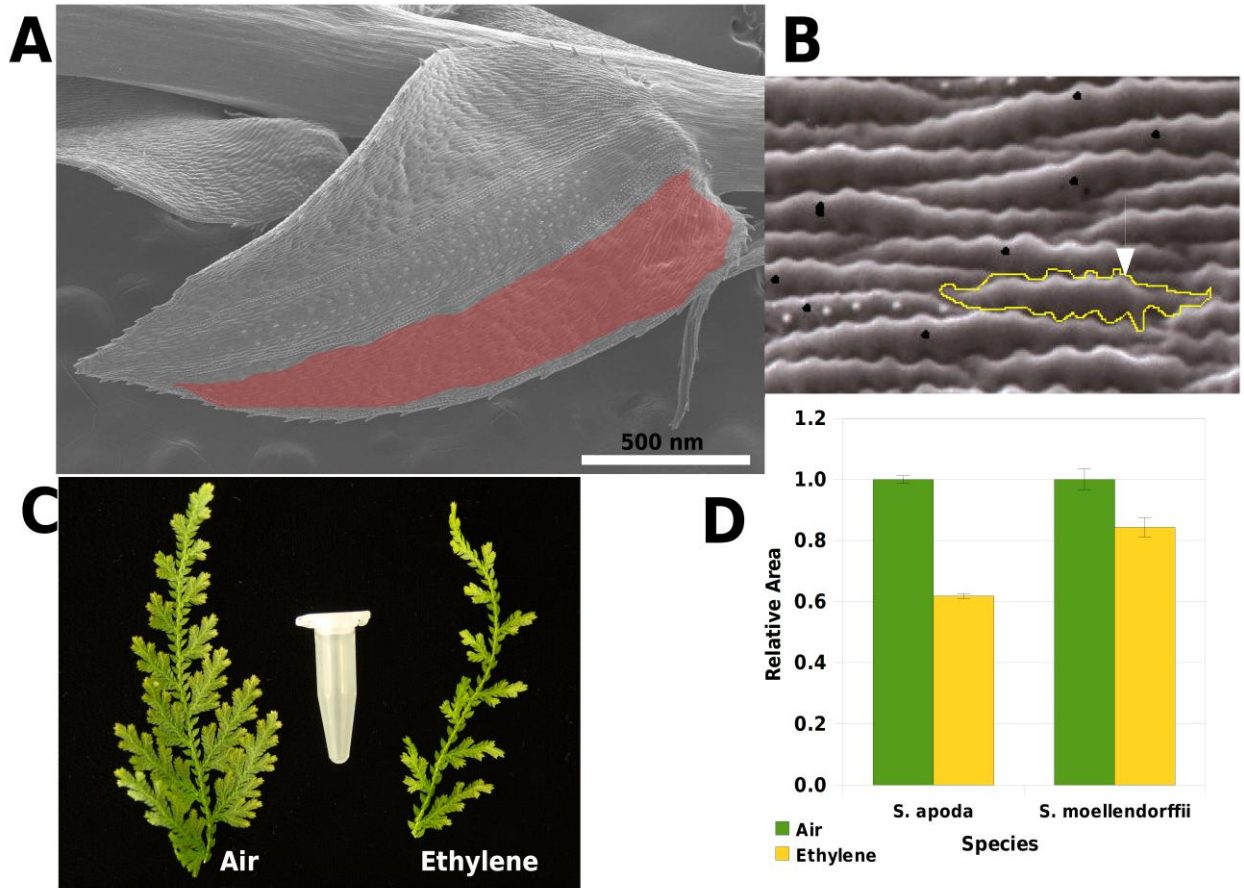 A
500 nm
B
C
Air
Ethylene
D
1.2
1.0
0.8
0.6
0.4
0.2
0.0
Relative Area
S. apoda
S. moellendorffii
Species
Air
Ethylene